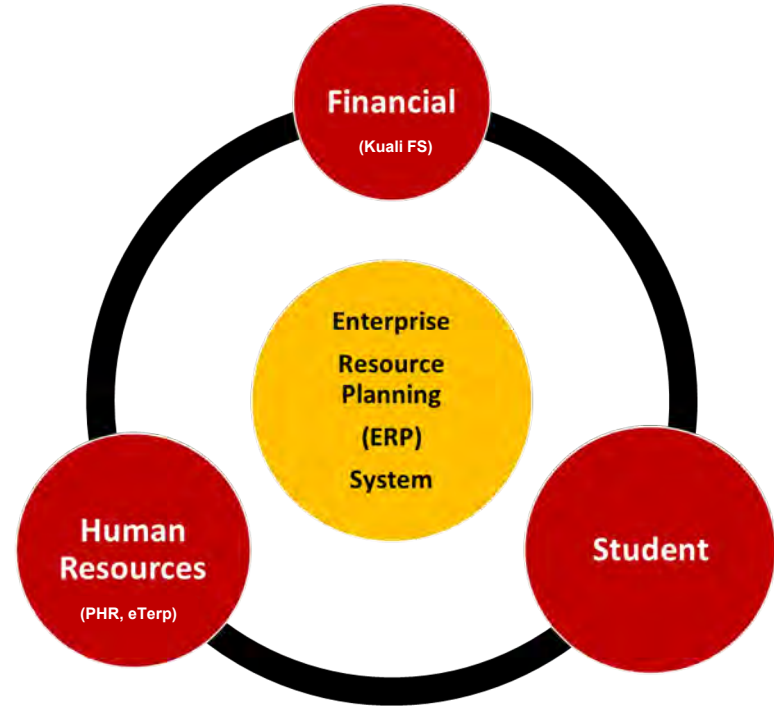 Financial
(Kuali FS)
Enterprise
Resource
Planning
(ERP)
System
Human
Resources
(PHR, eTerp)
Student